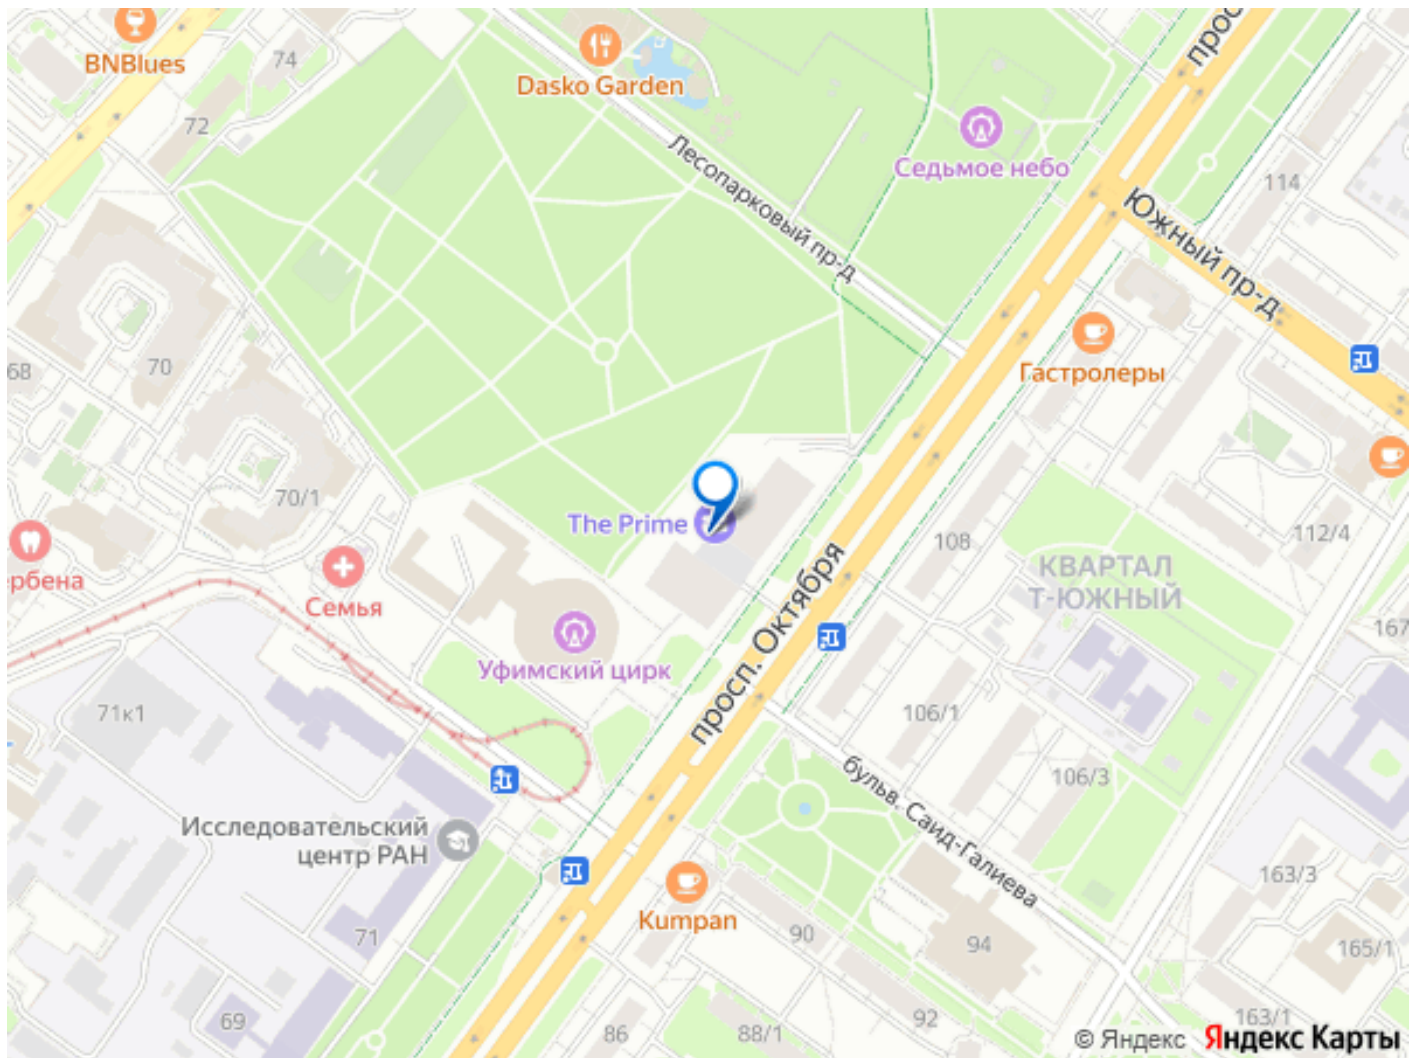 BNBlues
74
72
Dasko Garden
Седьмое небо
Лесопарковый пр-д
Южный пр-д
114
68
70
70/1
Гастролеры
The Prime
просп. Октября
108
112/4
КВАРТАЛ
Т-ЮЖНЫЙ
Семья
Уфимский цирк
71к1
106/1
106/3
бульв. Саид-Галиева
Исследовательский
центр РАН
Kumpan
71
69
90
94
163/3
165/1
86
88/1
92
163/1
© Яндекс Яндекс Карты